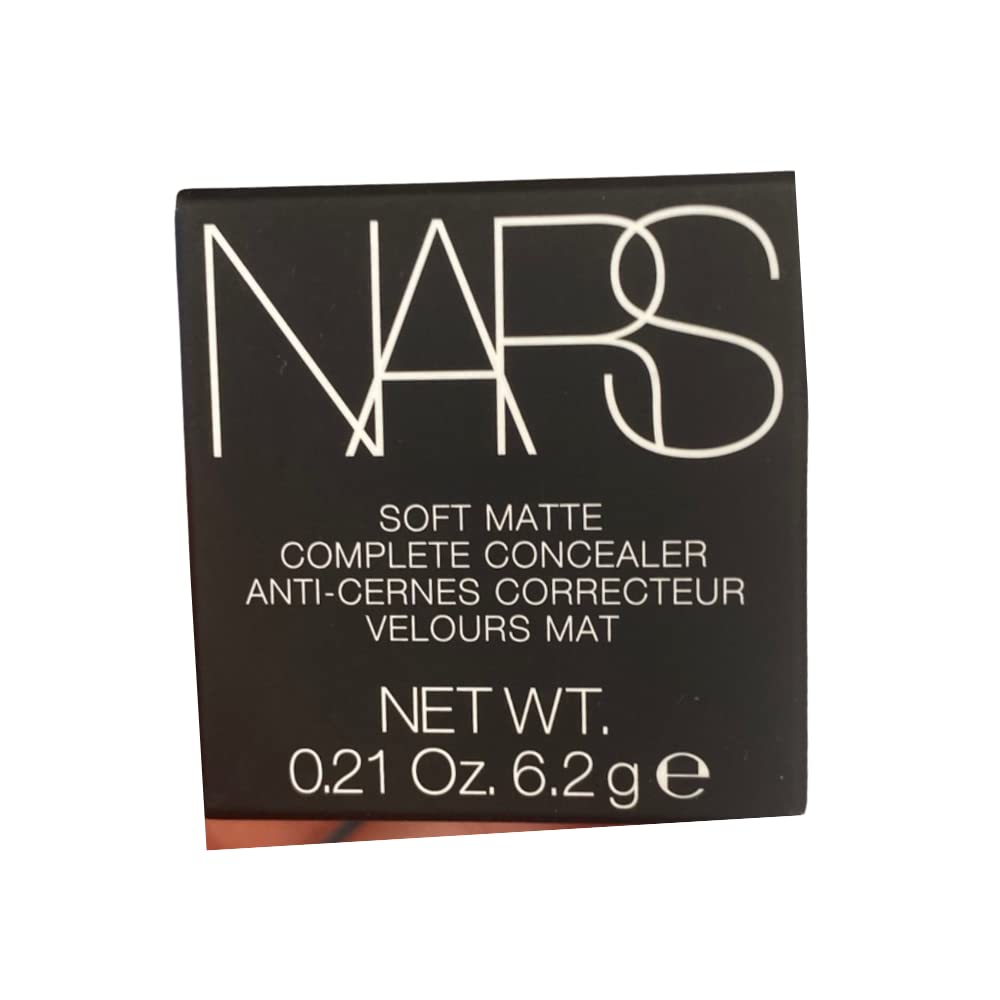 NARS
SOFT MATTE
COMPLETE CONCEALER
ANTI-CERNES CORRECTEUR
VELOURS MAT
NET WT.
0.21 Oz. 6.2 g e